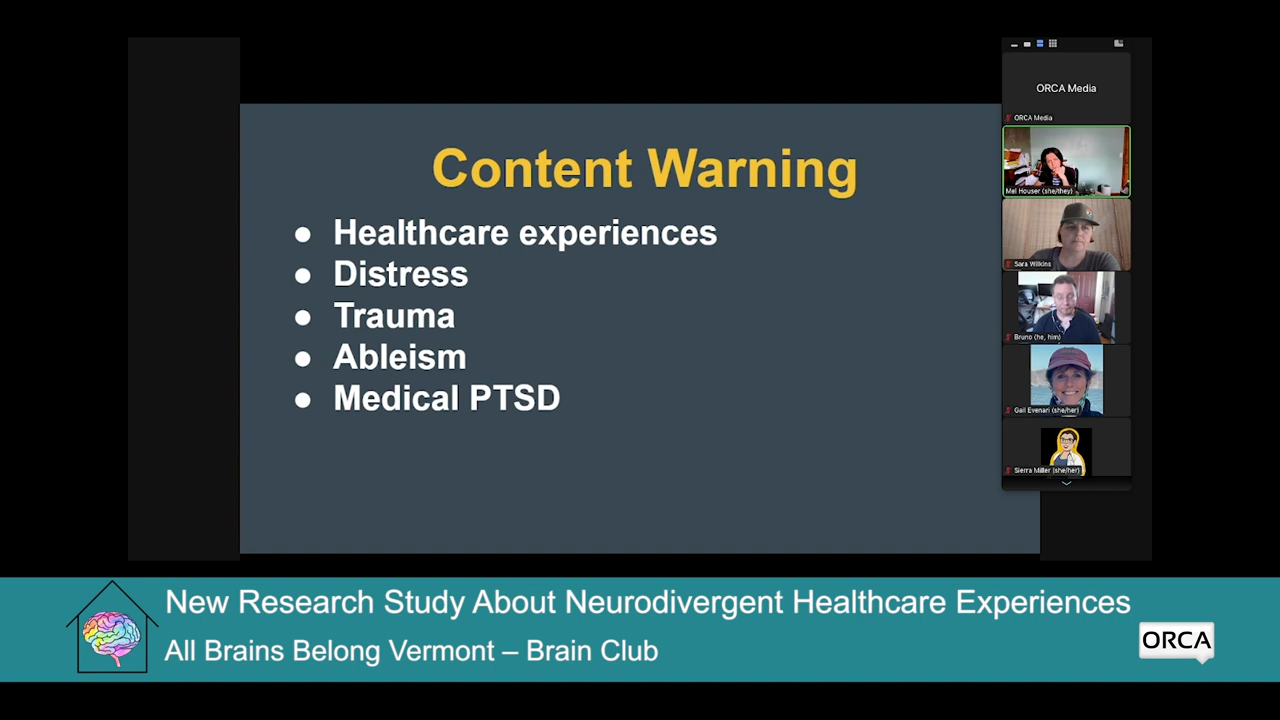 Content Warning
● Healthcare experiences
● Distress
● Trauma
● Ableism
● Medical PTSD
ORCA Media
ORCA Media
Mel Houser (she/they)
Sara Wilkins
Bruno (he, him)
Gail Evenari (she/her)
Sierra Miller (she/her)
New Research Study About Neurodivergent Healthcare Experiences
All Brains Belong Vermont – Brain Club
ORCA